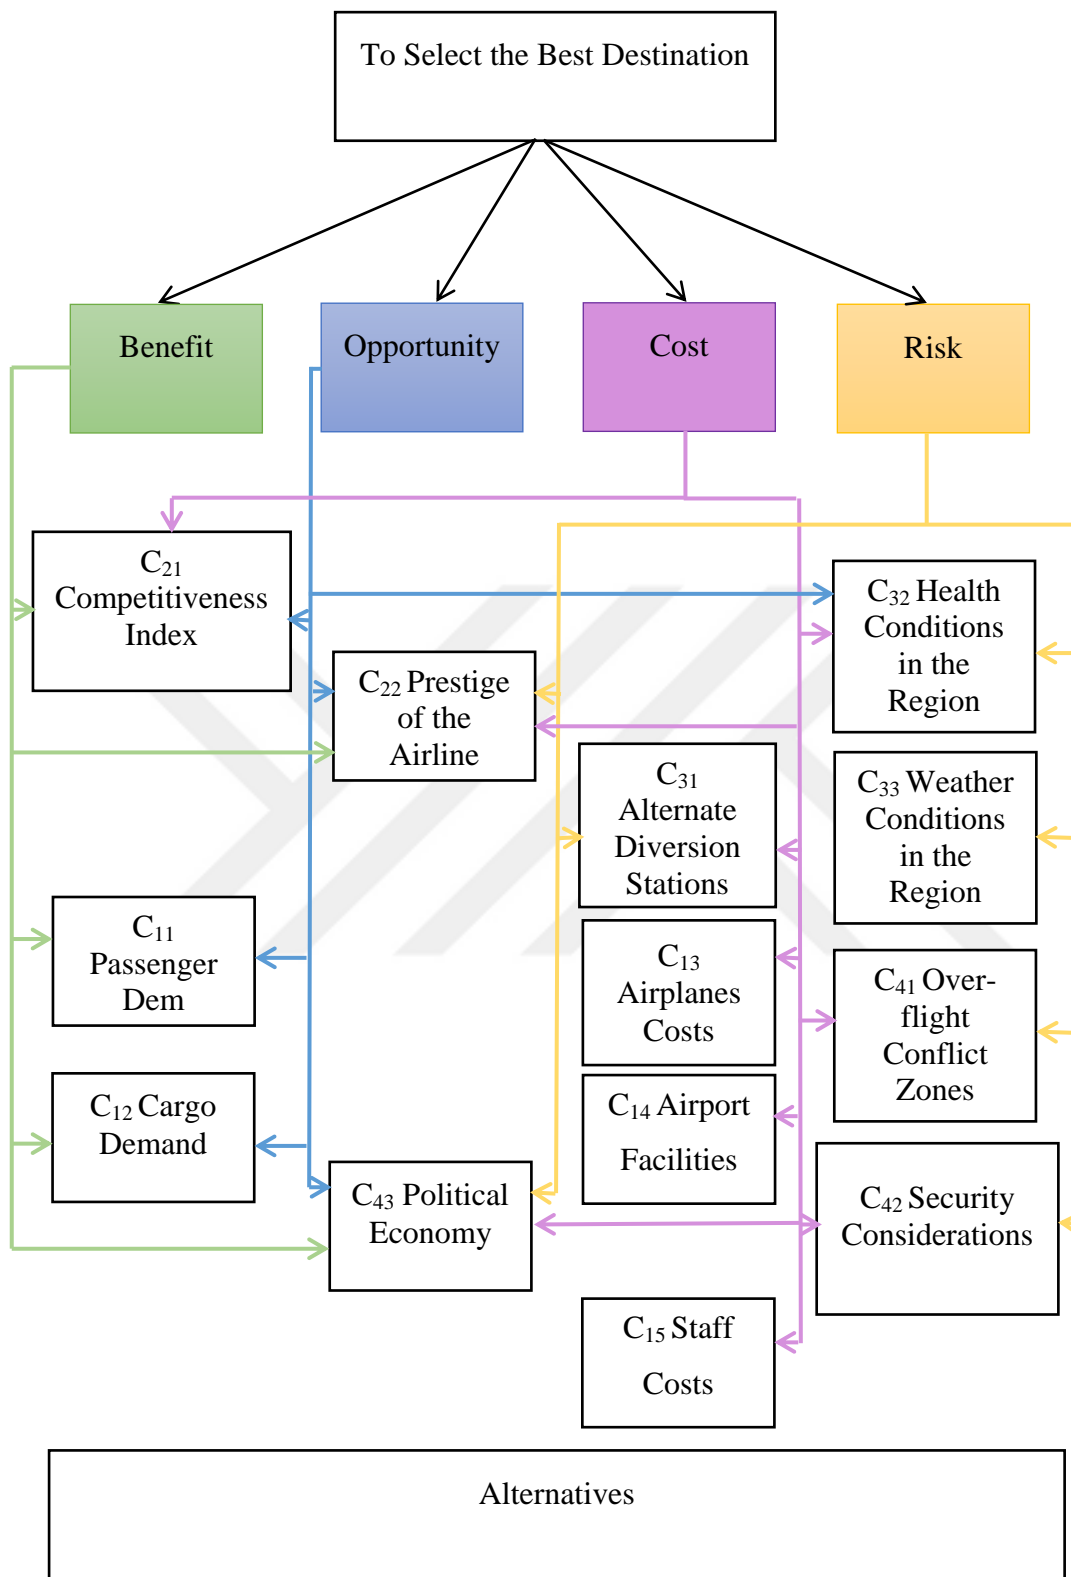 To Select the Best Destination
Benefit
Opportunity
Cost
Risk
C₂₁
Competitiveness
Index
C₂₂ Prestige
of the
Airline
C₃₂ Health
Conditions
in the
Region
C₃₁
Alternate
Diversion
Stations
C₃₃ Weather
Conditions
in the
Region
C₁₁
Passenger
Dem
C₁₃
Airplanes
Costs
C₄₁ Over-
flight
Conflict
Zones
C₁₂ Cargo
Demand
C₁₄ Airport
Facilities
C₄₃ Political
Economy
C₄₂ Security
Considerations
C₁₅ Staff
Costs
Alternatives